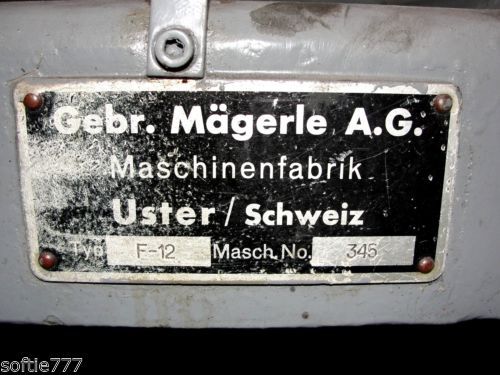 Gebr. Mägerle A.G.
Maschinenfabrik
Uster / Schweiz
Typ F-12 Masch. No. 345
softie777